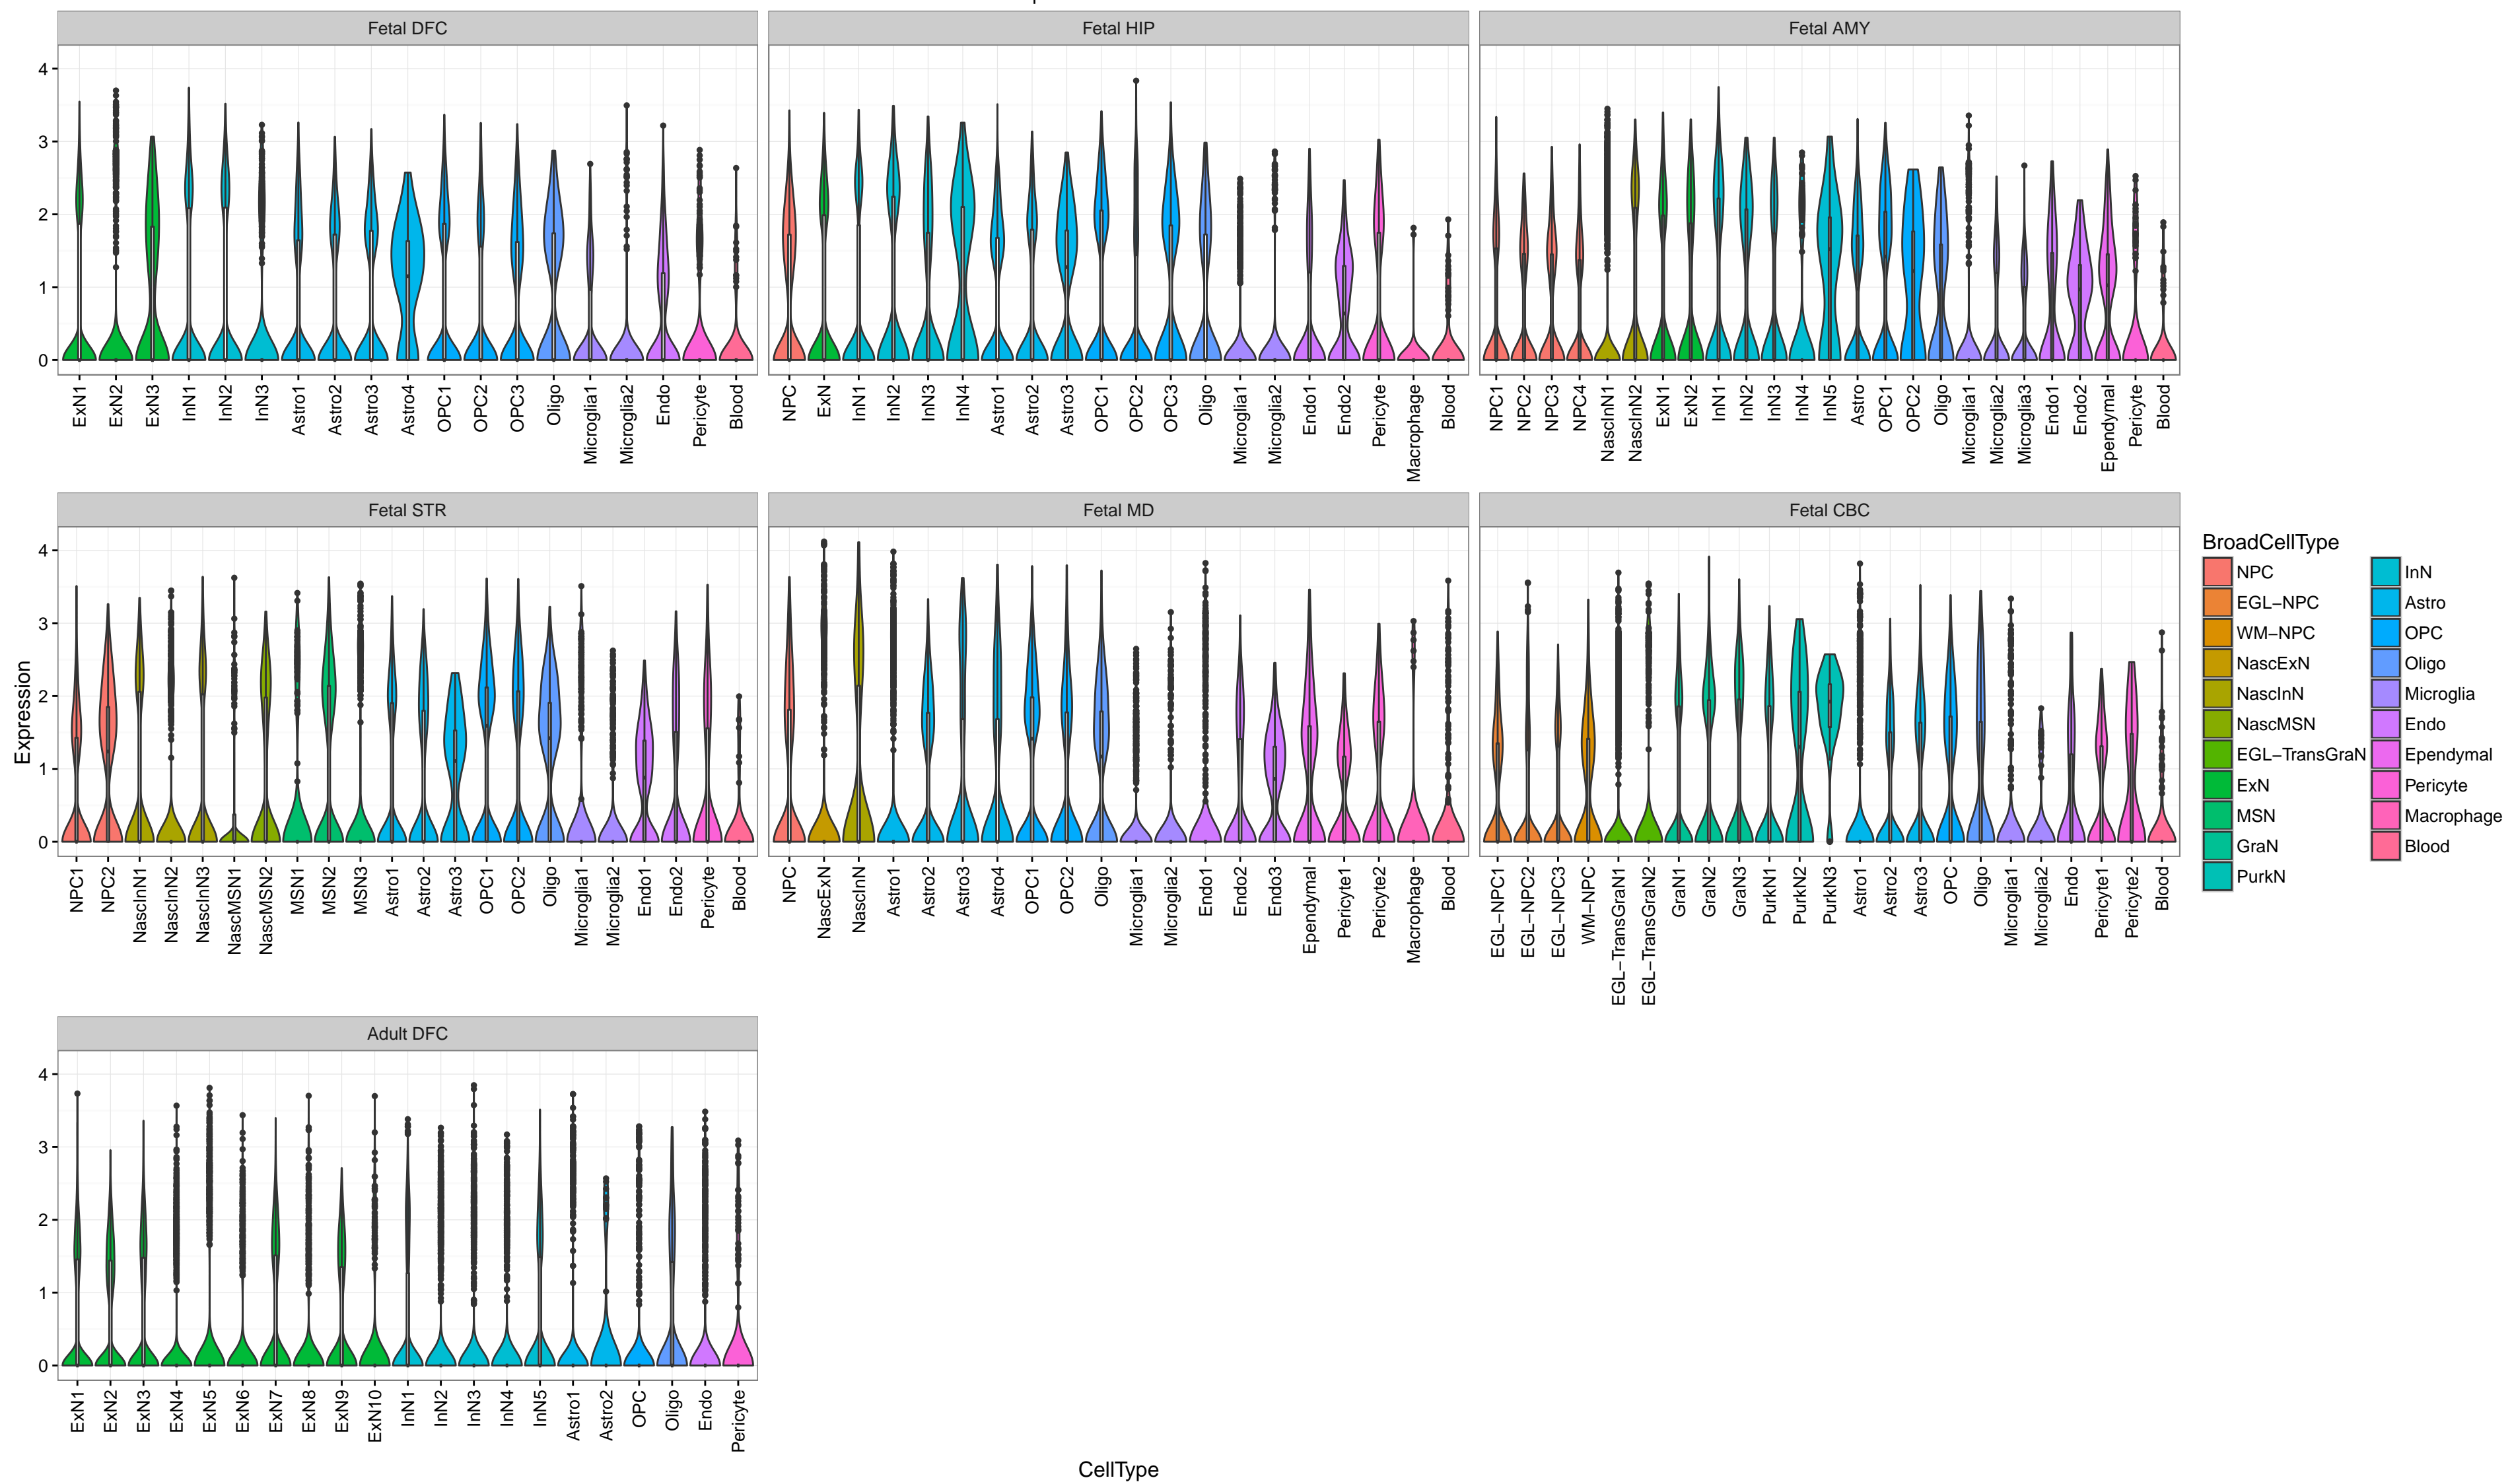 Fetal DFC
Fetal HIP
Fetal AMY
4
3
2
1
0
ExN1 ExN2 ExN3 InN1 InN2 InN3 Astro1 Astro2 Astro3 Astro4 OPC1 OPC2 OPC3 Oligo Microglia1 Microglia2 Endo Pericyte Blood
NPC ExN InN1 InN2 InN3 InN4 Astro1 Astro2 Astro3 OPC1 OPC2 OPC3 Oligo Microglia1 Microglia2 Endo1 Endo2 Pericyte Macrophage Blood
NPC1 NPC2 NPC3 NPC4 NascInN1 NascInN2 ExN1 ExN2 InN1 InN2 InN3 InN4 InN5 Astro OPC1 OPC2 Oligo Microglia1 Microglia2 Microglia3 Endo1 Endo2 Ependymal Pericyte Blood
Fetal STR
Fetal MD
Fetal CBC
Expression
4
3
2
1
0
NPC1 NPC2 NascInN1 NascInN2 NascInN3 NascMSN1 NascMSN2 MSN1 MSN2 MSN3 Astro1 Astro2 Astro3 OPC1 OPC2 Oligo Microglia1 Microglia2 Endo1 Endo2 Pericyte Blood
NPC NascExN NascInN Astro1 Astro2 Astro3 Astro4 OPC1 OPC2 Oligo Microglia1 Microglia2 Endo1 Endo2 Endo3 Ependymal Pericyte1 Pericyte2 Macrophage Blood
EGL−NPC1 EGL−NPC2 EGL−NPC3 WM−NPC EGL−TransGraN1 EGL−TransGraN2 GraN1 GraN2 GraN3 PurkN1 PurkN2 PurkN3 Astro1 Astro2 Astro3 OPC Oligo Microglia1 Microglia2 Endo Pericyte1 Pericyte2 Blood
BroadCellType
NPC
EGL−NPC
WM−NPC
NascExN
NascInN
NascMSN
EGL−TransGraN
ExN
MSN
GraN
PurkN
InN
Astro
OPC
Oligo
Microglia
Endo
Ependymal
Pericyte
Macrophage
Blood
Adult DFC
4
3
2
1
0
ExN1 ExN2 ExN3 ExN4 ExN5 ExN6 ExN7 ExN8 ExN9 ExN10 InN1 InN2 InN3 InN4 InN5 Astro1 Astro2 OPC Oligo Endo Pericyte
CellType